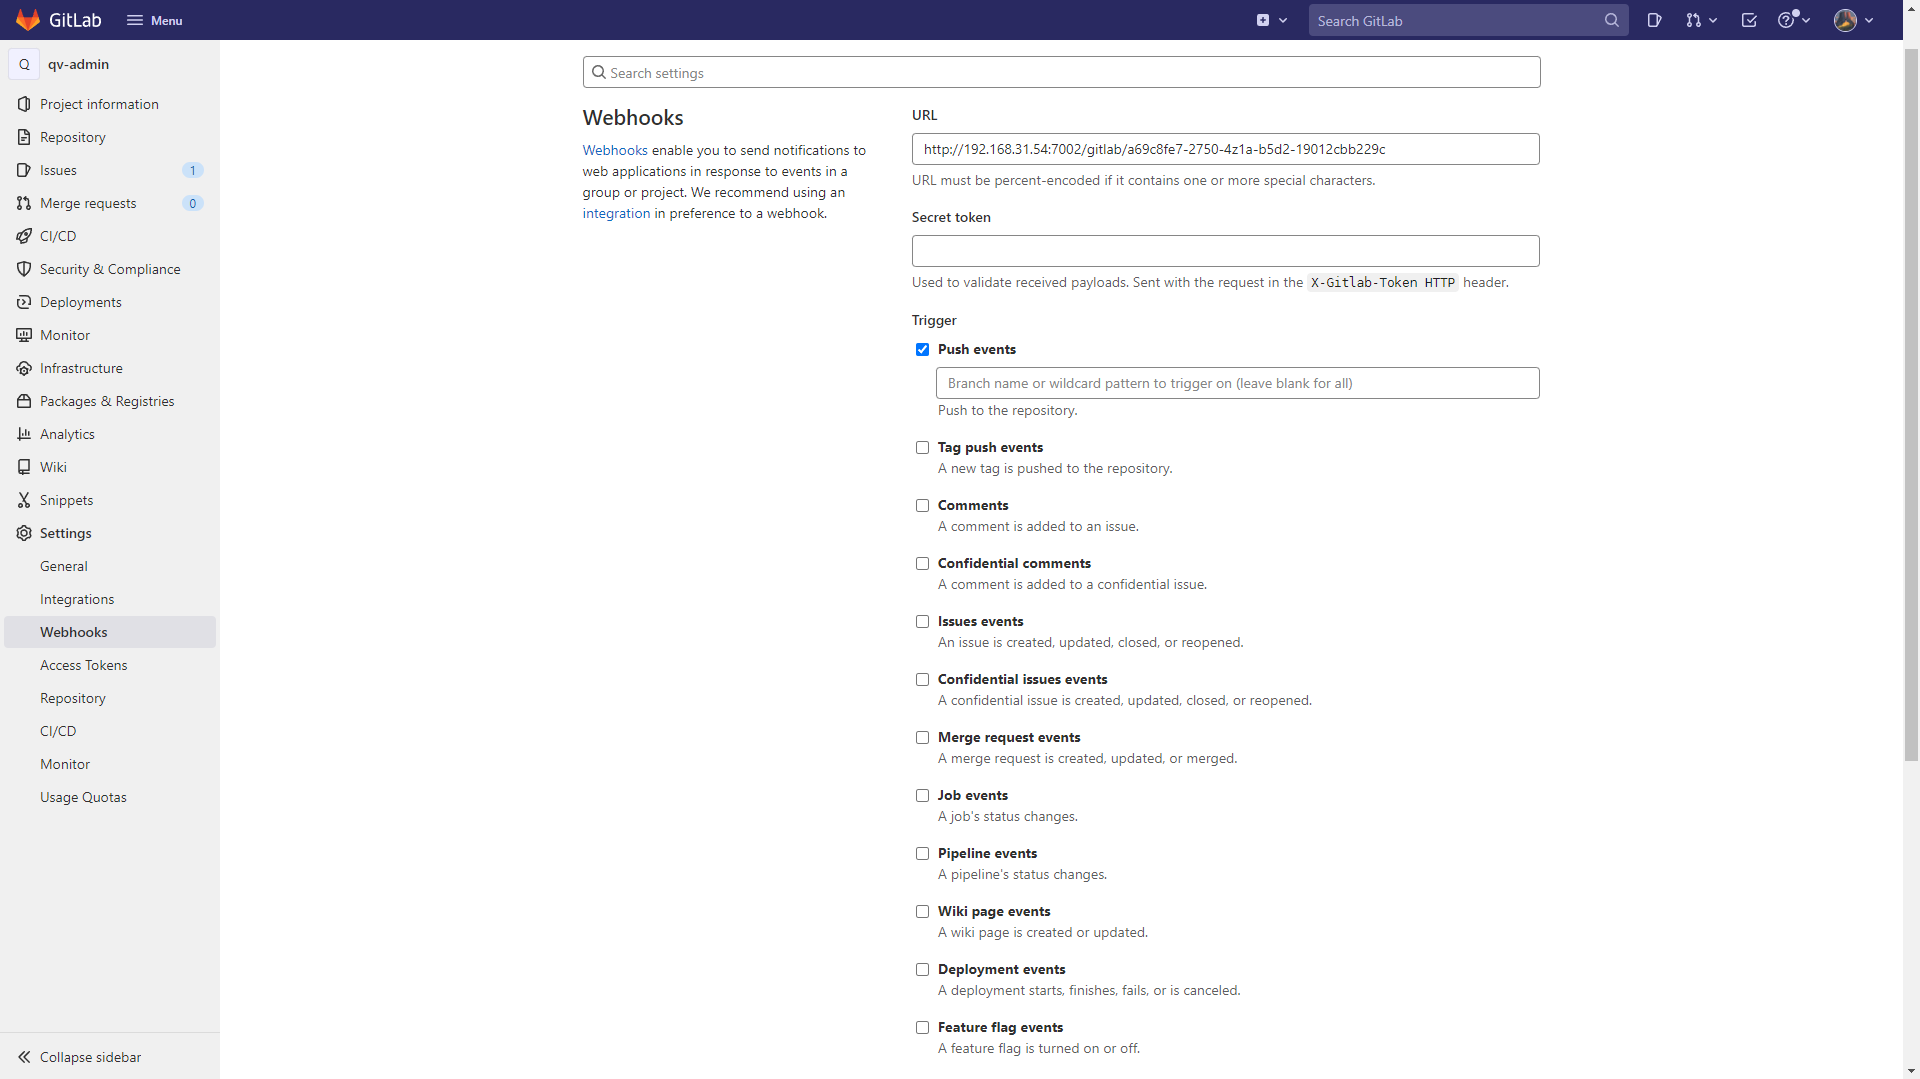 GitLab
Menu
Search GitLab
Q
qv-admin
Project information
Repository
Issues
1
Merge requests
0
CI/CD
Security & Compliance
Deployments
Monitor
Infrastructure
Packages & Registries
Analytics
Wiki
Snippets
Settings
General
Integrations
Webhooks
Access Tokens
Repository
CI/CD
Monitor
Usage Quotas
Collapse sidebar
Search settings
Webhooks
Webhooks enable you to send notifications to
web applications in response to events in a
group or project. We recommend using an
integration in preference to a webhook.
URL
http://192.168.31.54:7002/gitlab/a69c8fe7-2750-4z1a-b5d2-19012cbb229c
URL must be percent-encoded if it contains one or more special characters.
Secret token
Used to validate received payloads. Sent with the request in the X-Gitlab-Token HTTP header.
Trigger
Push events
Branch name or wildcard pattern to trigger on (leave blank for all)
Push to the repository.
Tag push events
A new tag is pushed to the repository.
Comments
A comment is added to an issue.
Confidential comments
A comment is added to a confidential issue.
Issues events
An issue is created, updated, closed, or reopened.
Confidential issues events
A confidential issue is created, updated, closed, or reopened.
Merge request events
A merge request is created, updated, or merged.
Job events
A job's status changes.
Pipeline events
A pipeline's status changes.
Wiki page events
A wiki page is created or updated.
Deployment events
A deployment starts, finishes, fails, or is canceled.
Feature flag events
A feature flag is turned on or off.